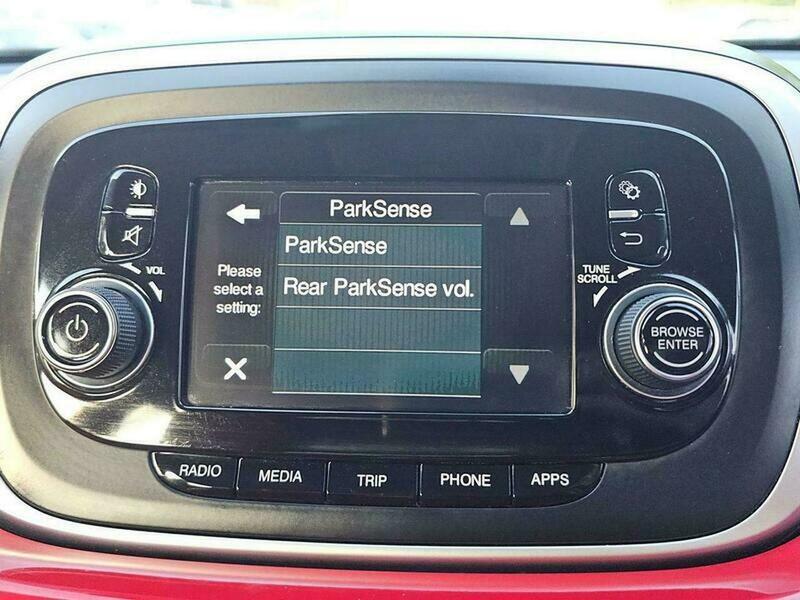 ParkSense
ParkSense
Rear ParkSense vol.
Please
select a
setting:
VOL
TUNE
SCROLL
BROWSE
ENTER
RADIO
MEDIA
TRIP
PHONE
APPS